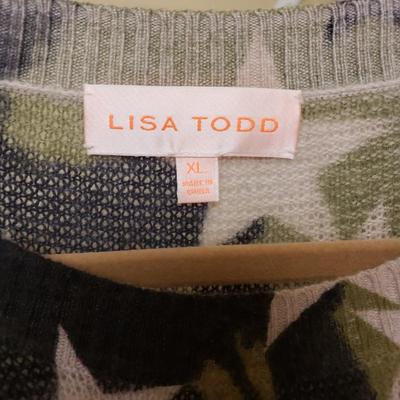 LISA TODD
XL
MADE IN
CHINA